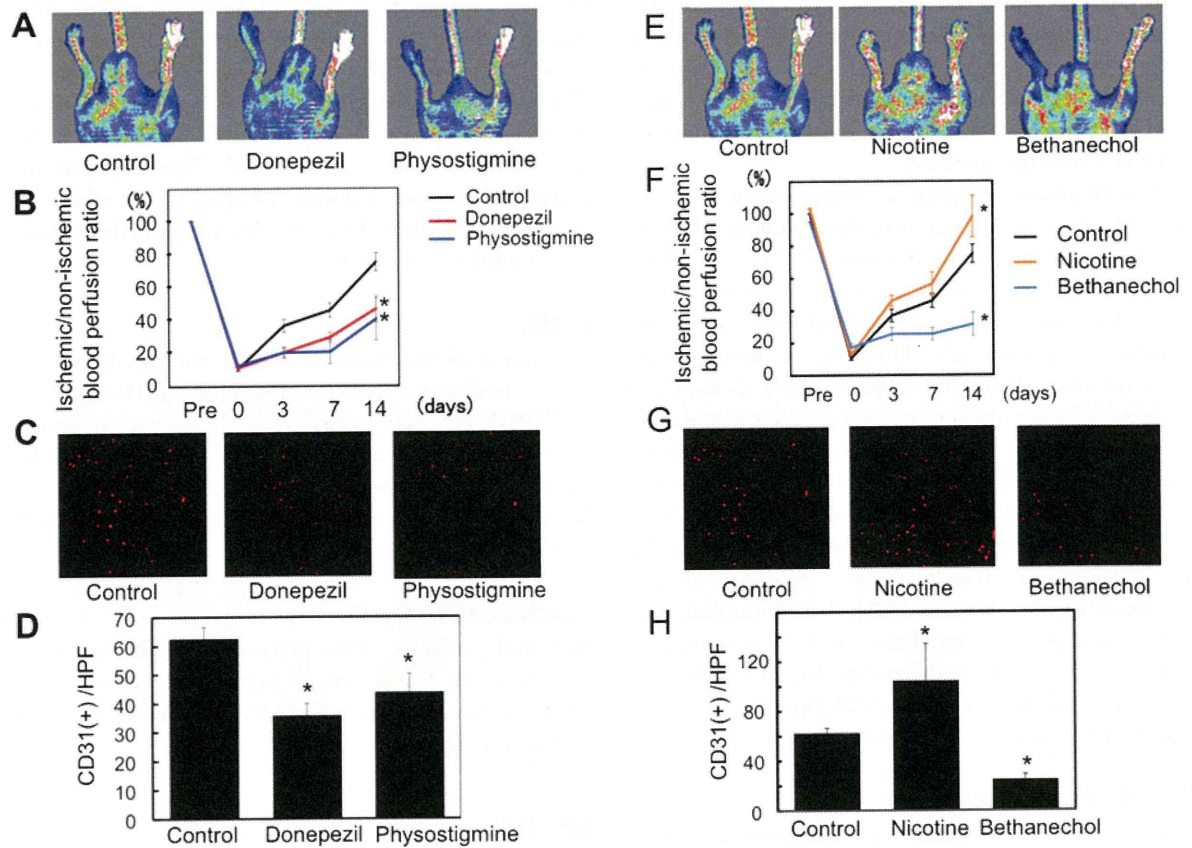 A
Control
Donepezil
Physostigmine
B
Ischemic/non-ischemic
blood perfusion ratio
(%)
100
80
60
40
20
0
Pre
0
3
7
14
(days)
Control
Donepezil
Physostigmine
*
*
C
Control
Donepezil
Physostigmine
D
CD31(+) /HPF
70
60
50
40
30
20
10
0
*
*
Control
Donepezil
Physostigmine
E
Control
Nicotine
Bethanechol
F
Ischemic/non-ischemic
blood perfusion ratio
(%)
100
80
60
40
20
0
Pre
0
3
7
14
(days)
*
*
Control
Nicotine
Bethanechol
G
Control
Nicotine
Bethanechol
H
CD31(+) /HPF
120
80
40
0
*
*
Control
Nicotine
Bethanechol